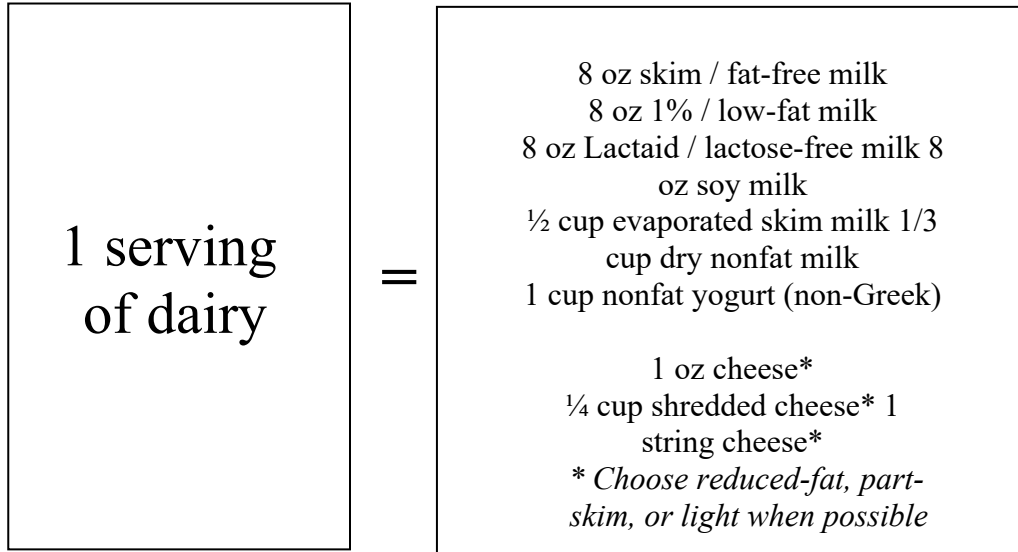 1 serving
of dairy
=
8 oz skim / fat-free milk
8 oz 1% / low-fat milk
8 oz Lactaid / lactose-free milk 8
oz soy milk
½ cup evaporated skim milk 1/3
cup dry nonfat milk
1 cup nonfat yogurt (non-Greek)
1 oz cheese*
¼ cup shredded cheese* 1
string cheese*
* Choose reduced-fat, part-
skim, or light when possible